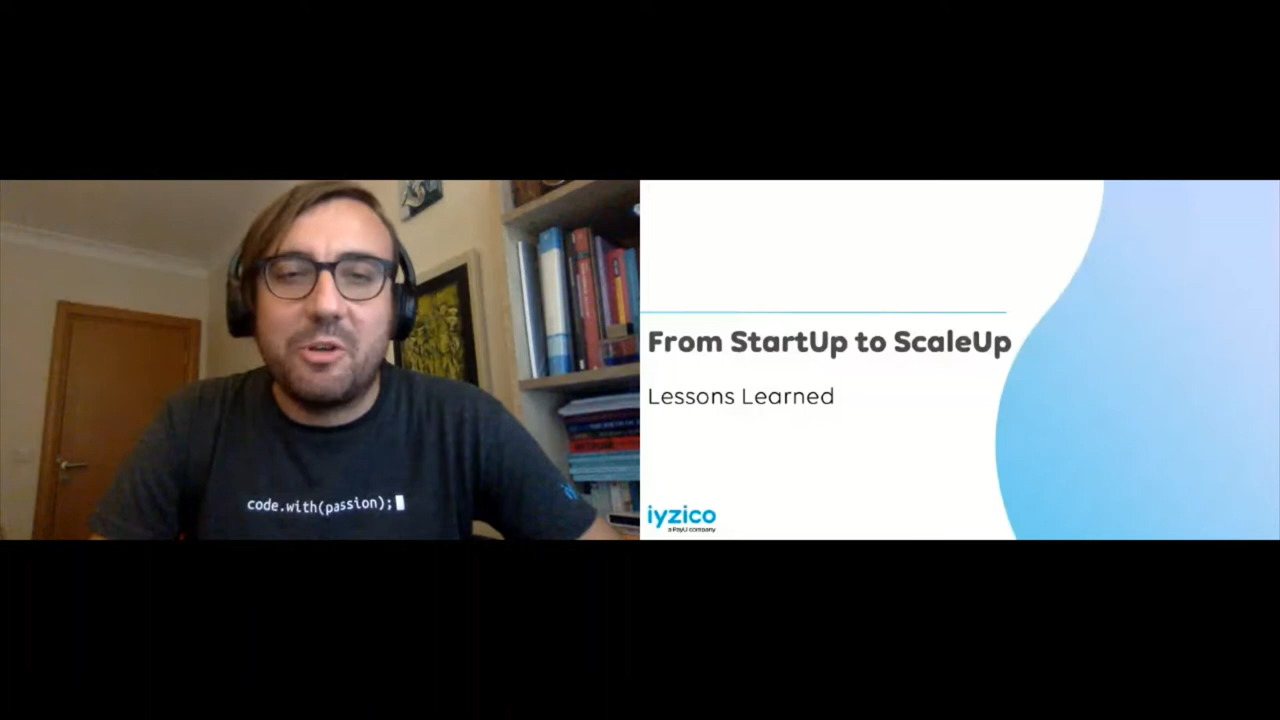 code.with(passion);
From StartUp to ScaleUp
Lessons Learned
iyzico
a PayU company